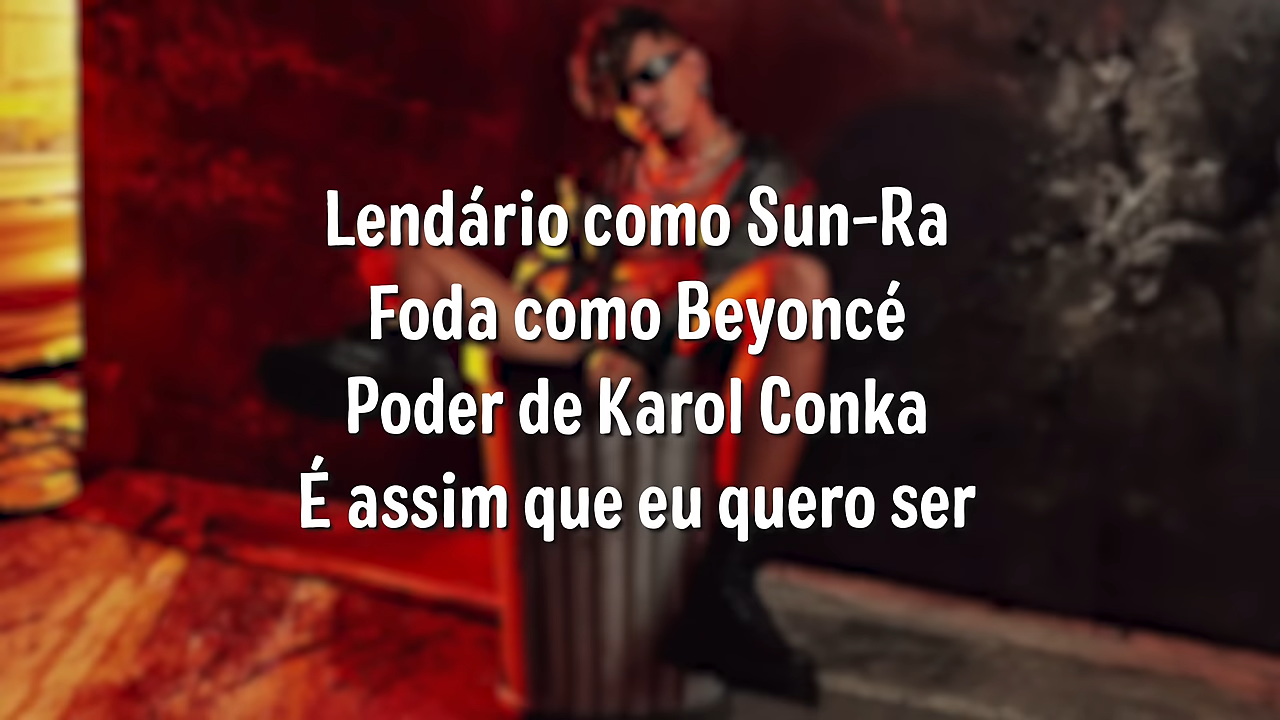 Lendário como Sun-Ra
Foda como Beyoncé
Poder de Karol Conka
É assim que eu quero ser